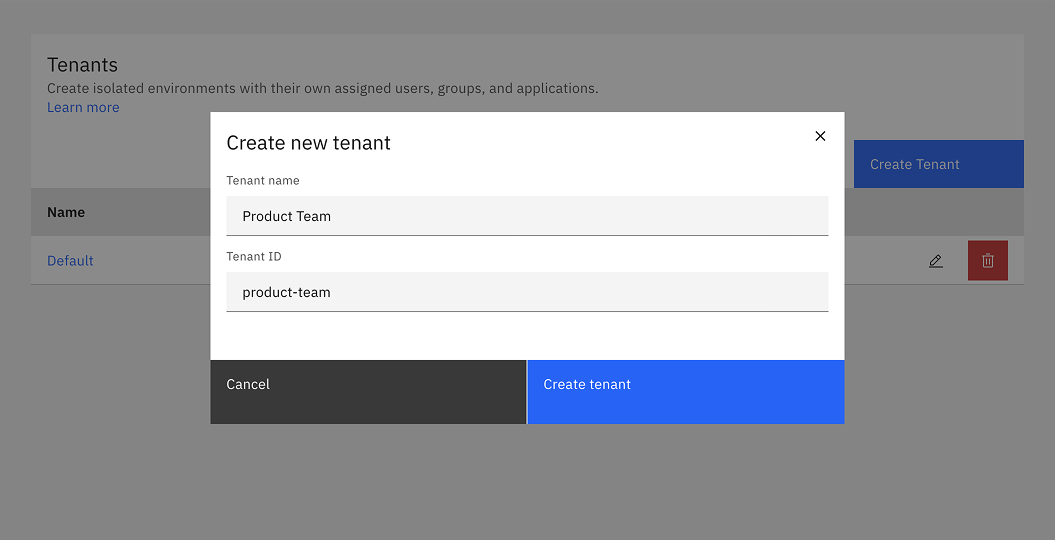 Tenants
Create isolated environments with their own assigned users, groups, and applications.
Learn more
Create Tenant
Name
Default
Create new tenant
Tenant name
Product Team
Tenant ID
product-team
Cancel
Create tenant